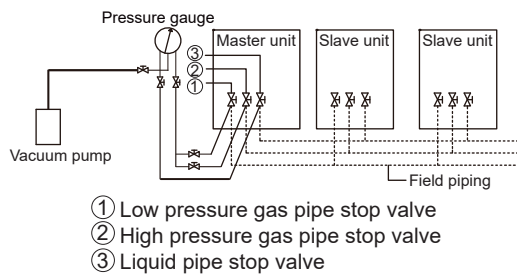 Pressure gauge
Master unit
Slave unit
Slave unit
③
②
①
Vacuum pump
Field piping
① Low pressure gas pipe stop valve
② High pressure gas pipe stop valve
③ Liquid pipe stop valve